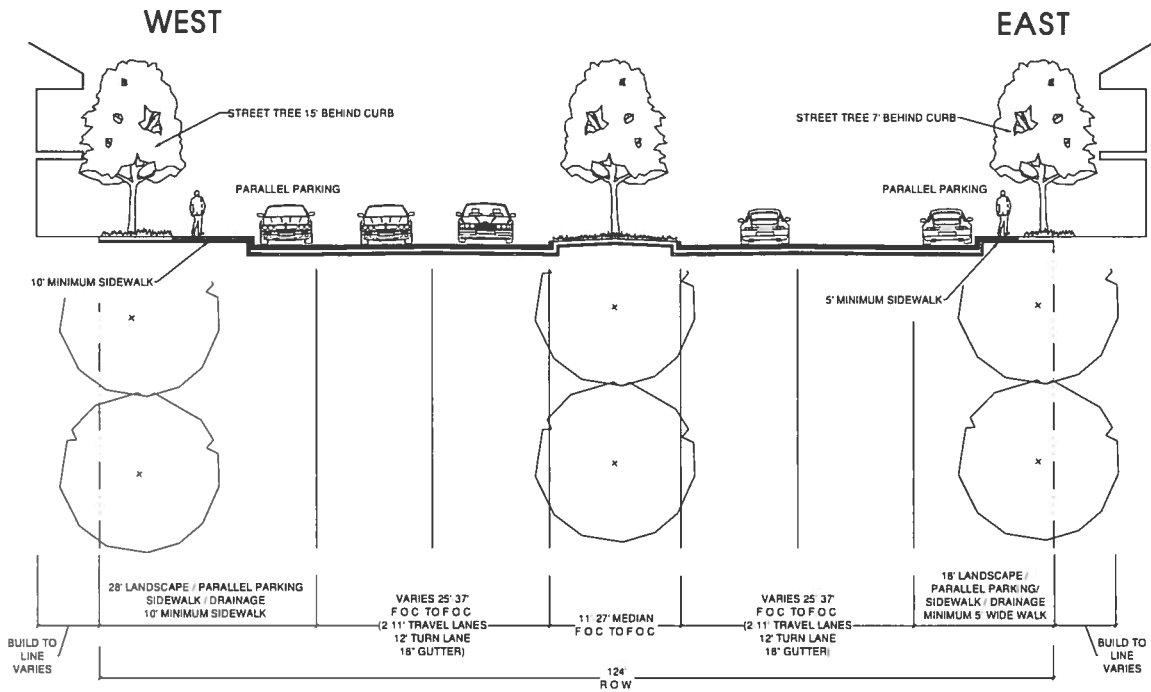 WEST
EAST
STREET TREE 15' BEHIND CURB
STREET TREE 7' BEHIND CURB
PARALLEL PARKING
PARALLEL PARKING
10' MINIMUM SIDEWALK
5' MINIMUM SIDEWALK
28' LANDSCAPE / PARALLEL PARKING
SIDEWALK / DRAINAGE
10' MINIMUM SIDEWALK
VARIES 25' 37'
F O C TO F O C
(2 11' TRAVEL LANES
12' TURN LANE
18" GUTTER)
11' 27' MEDIAN
F O C TO F O C
VARIES 25' 37'
F O C TO F O C
(2 11' TRAVEL LANES
12' TURN LANE
18" GUTTER)
18' LANDSCAPE /
PARALLEL PARKING/
SIDEWALK / DRAINAGE
MINIMUM 5' WIDE WALK
BUILD TO
LINE
VARIES
BUILD TO
LINE
VARIES
124'
R O W